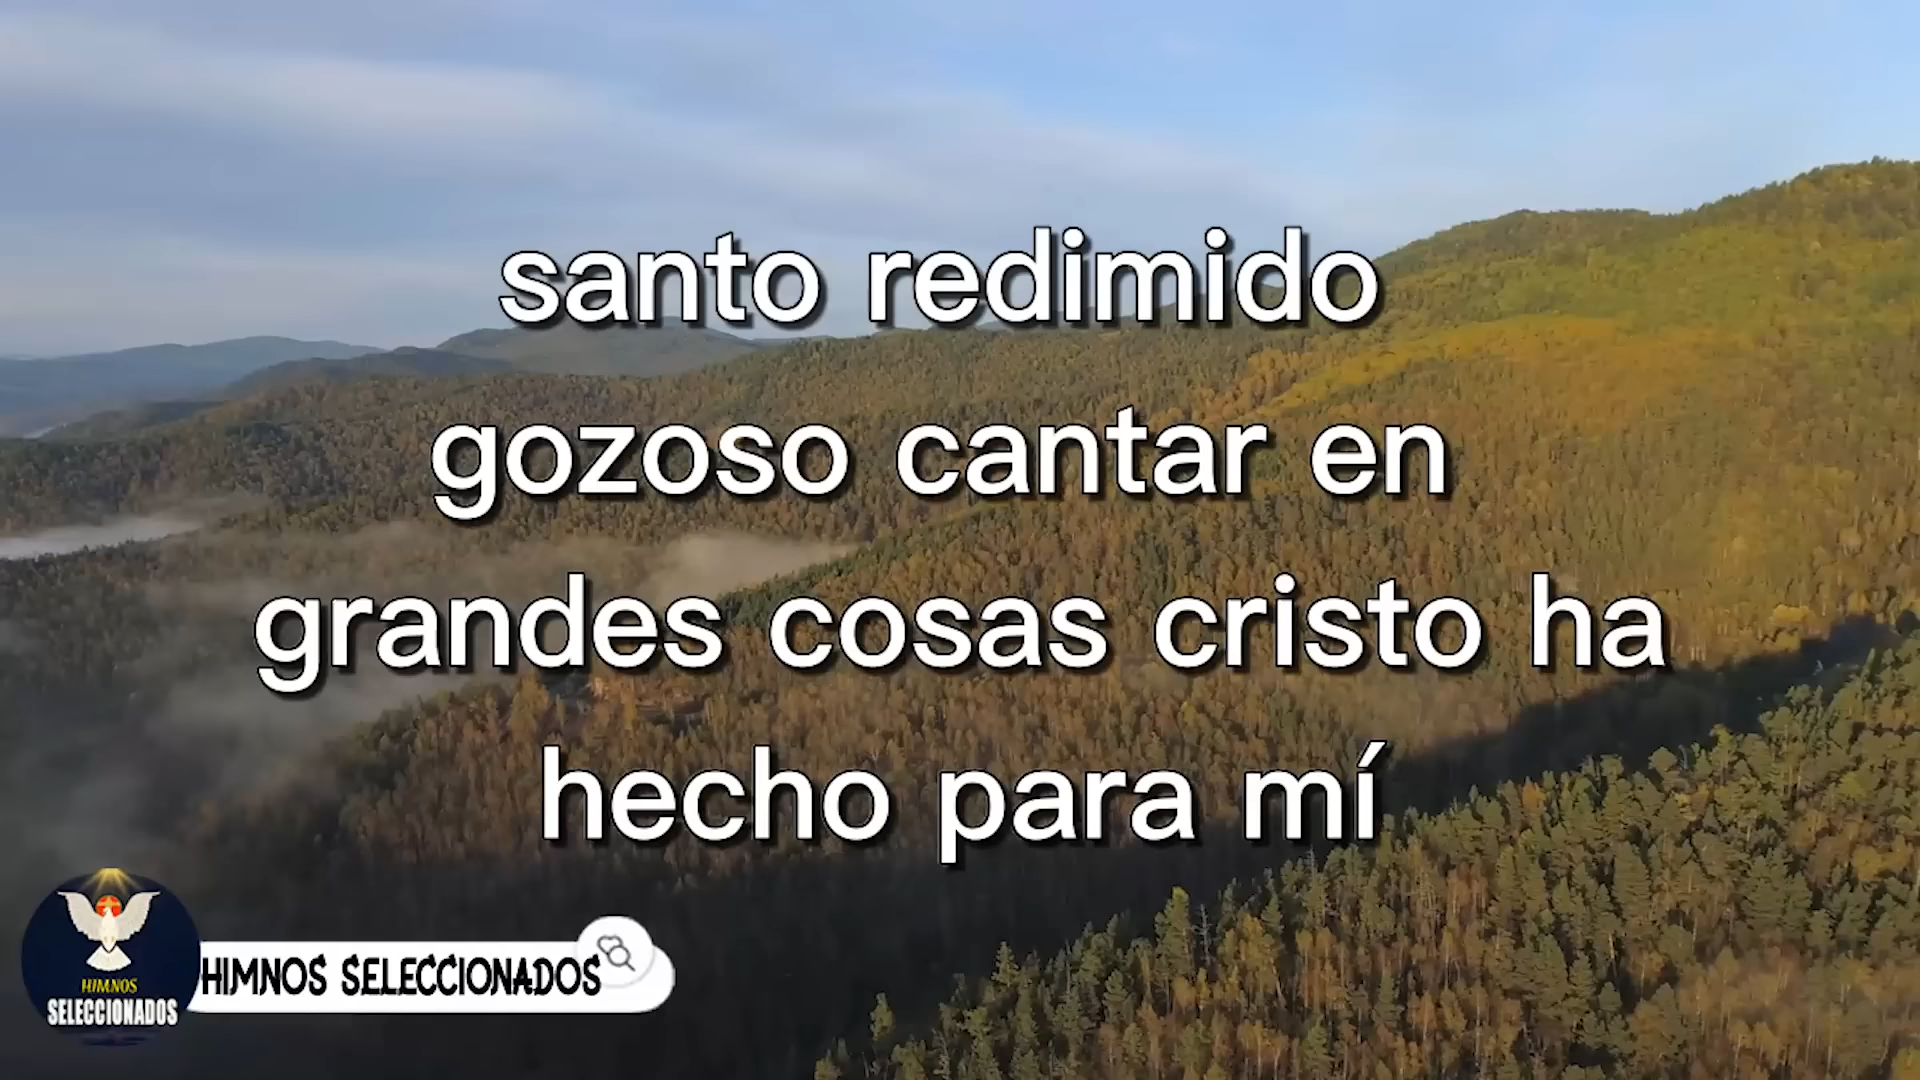 santo redimido
gozoso cantar en
grandes cosas cristo ha
hecho para mí
HIMNOS
SELECCIONADOS
HIMNOS SELECCIONADOS